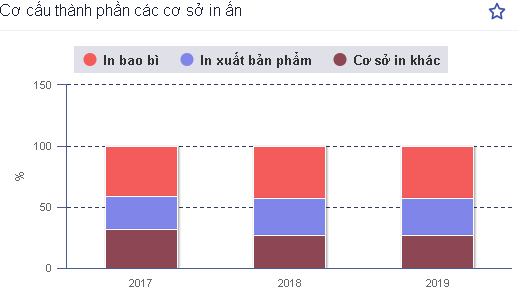 Cơ cấu thành phần các cơ sở in ấn
In bao bì In xuất bản phẩm Cơ sở in khác
150
100
%
50
0
2017 2018 2019